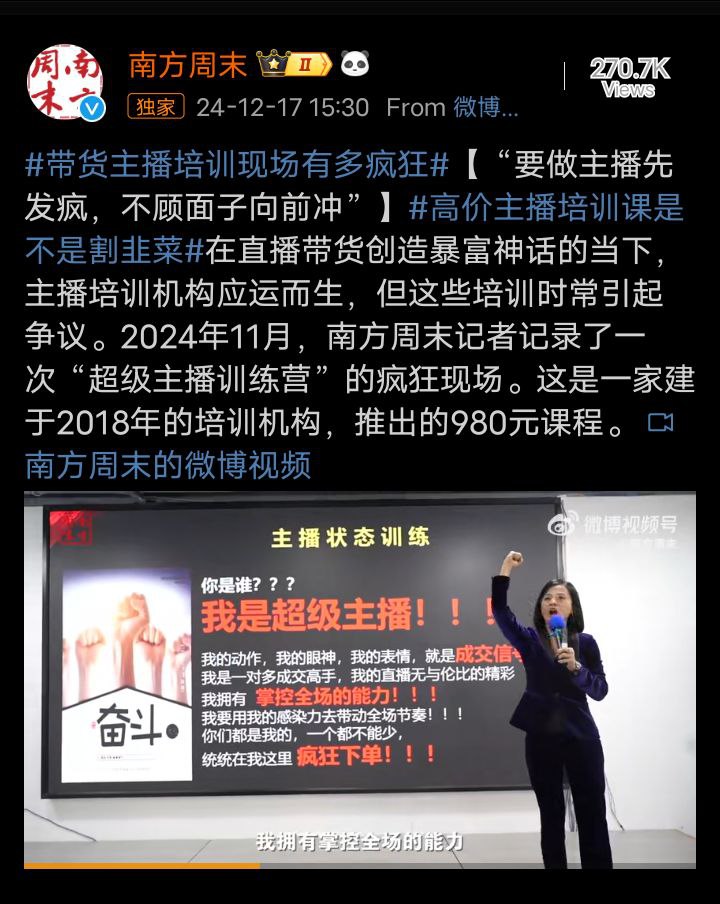 南方周末
II
270.7K
Views
独家
24-12-17 15:30 From 微博...
#带货主播培训现场有多疯狂#【“要做主播先
发疯，不顾面子向前冲”】#高价主播培训课是
不是割韭菜#在直播带货创造暴富神话的当下，
主播培训机构应运而生，但这些培训时常引起
争议。2024年11月，南方周末记者记录了一
次“超级主播训练营”的疯狂现场。这是一家建
于2018年的培训机构，推出的980元课程。
南方周末的微博视频
微博视频号
南方周末
主播状态训练
你是谁？？？
我是超级主播！！！
我的动作，我的眼神，我的表情，就是成交信号
我是一对多成交高手，我的直播无与伦比的精彩
我拥有 掌控全场的能力！！！
我要用我的感染力去带动全场节奏！！！
你们都是我的，一个都不能少，
统统在我这里 疯狂下单！！！
奋斗
我拥有掌控全场的能力